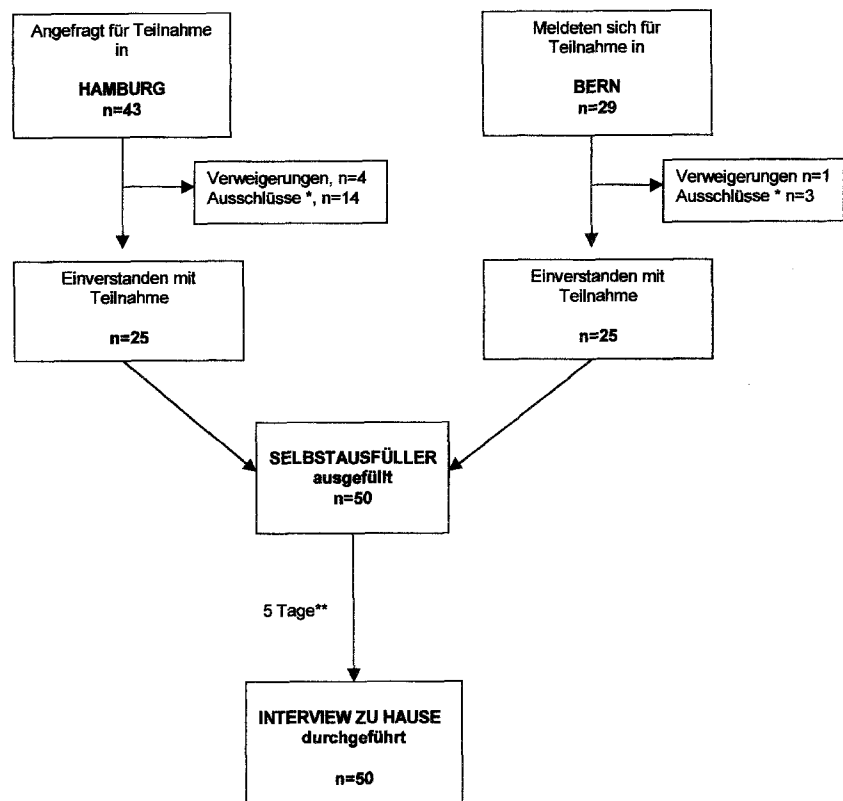 Angefragt für Teilnahme
in
HAMBURG
n=43
Meldeten sich für
Teilnahme in
BERN
n=29
Verweigerungen, n=4
Ausschlüsse *, n=14
Verweigerungen n=1
Ausschlüsse * n=3
Einverstanden mit
Teilnahme
n=25
Einverstanden mit
Teilnahme
n=25
SELBSTAUSFÜLLER
ausgefüllt
n=50
5 Tage**
INTERVIEW ZU HAUSE
durchgeführt
n=50